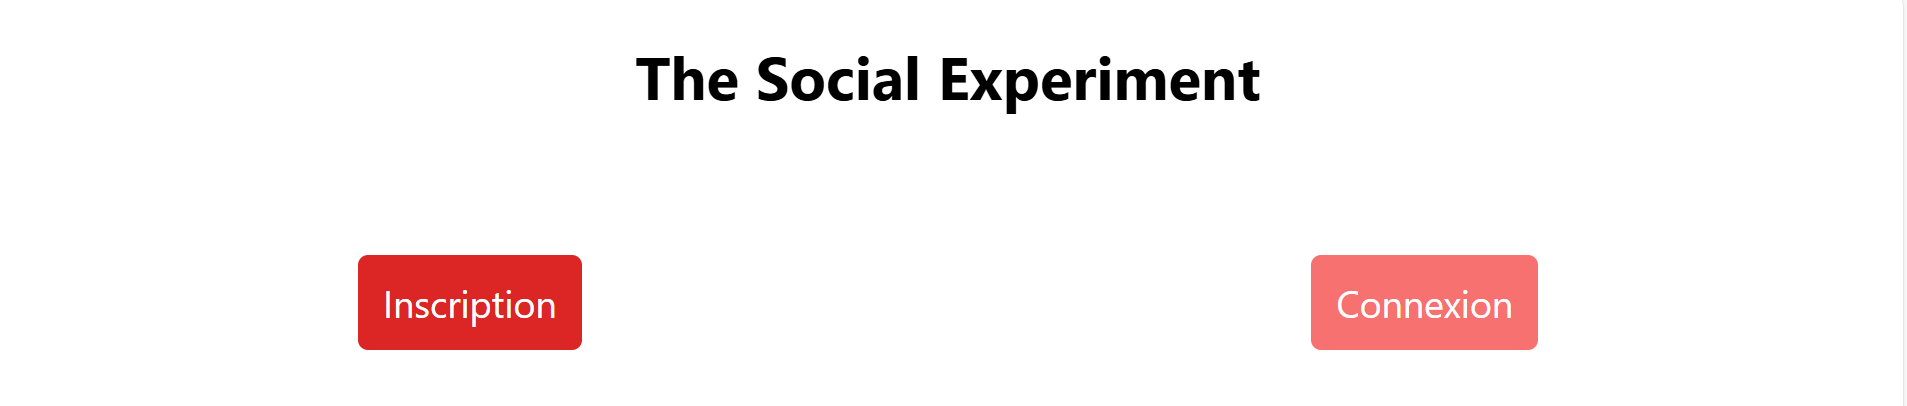 The Social Experiment
Inscription
Connexion